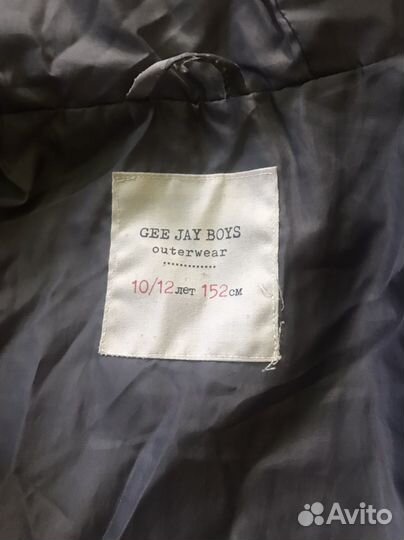 GEE JAY BOYS
outerwear
10/12 лет 152 см
Avito